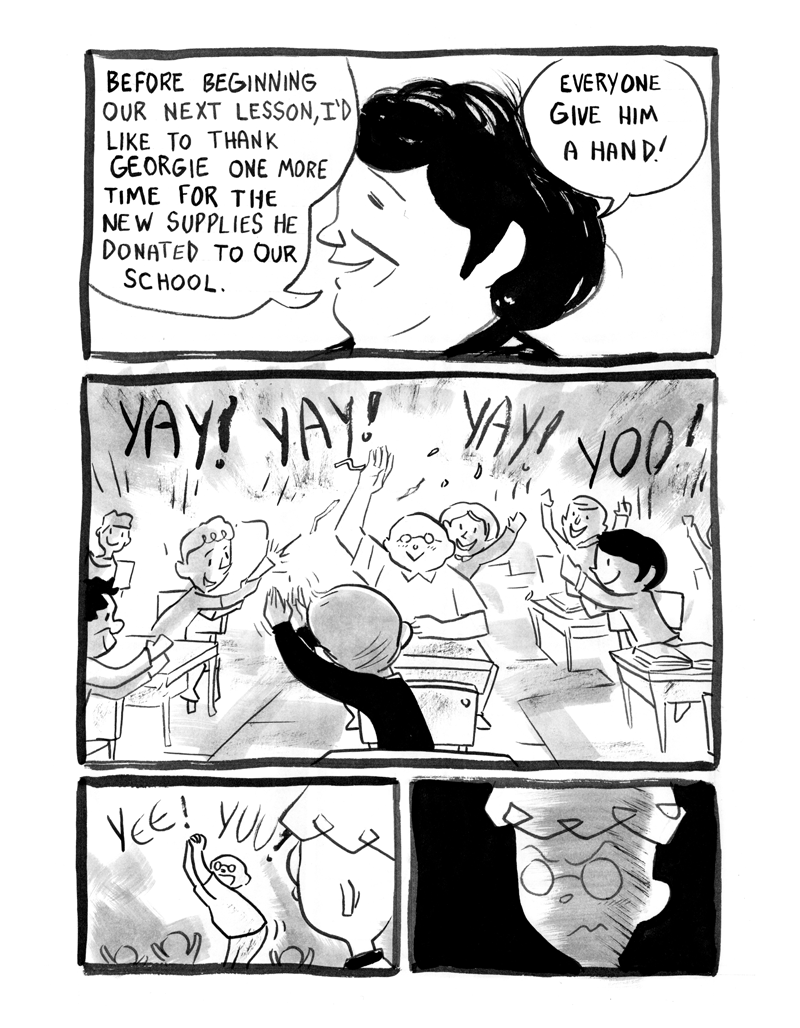 BEFORE BEGINNING
OUR NEXT LESSON, I'D
LIKE TO THANK
GEORGIE ONE MORE
TIME FOR THE
NEW SUPPLIES HE
DONATED TO OUR
SCHOOL.
EVERYONE
GIVE HIM
A HAND!
YAY! YAY! YAY! YOO!
YEE! YUU!